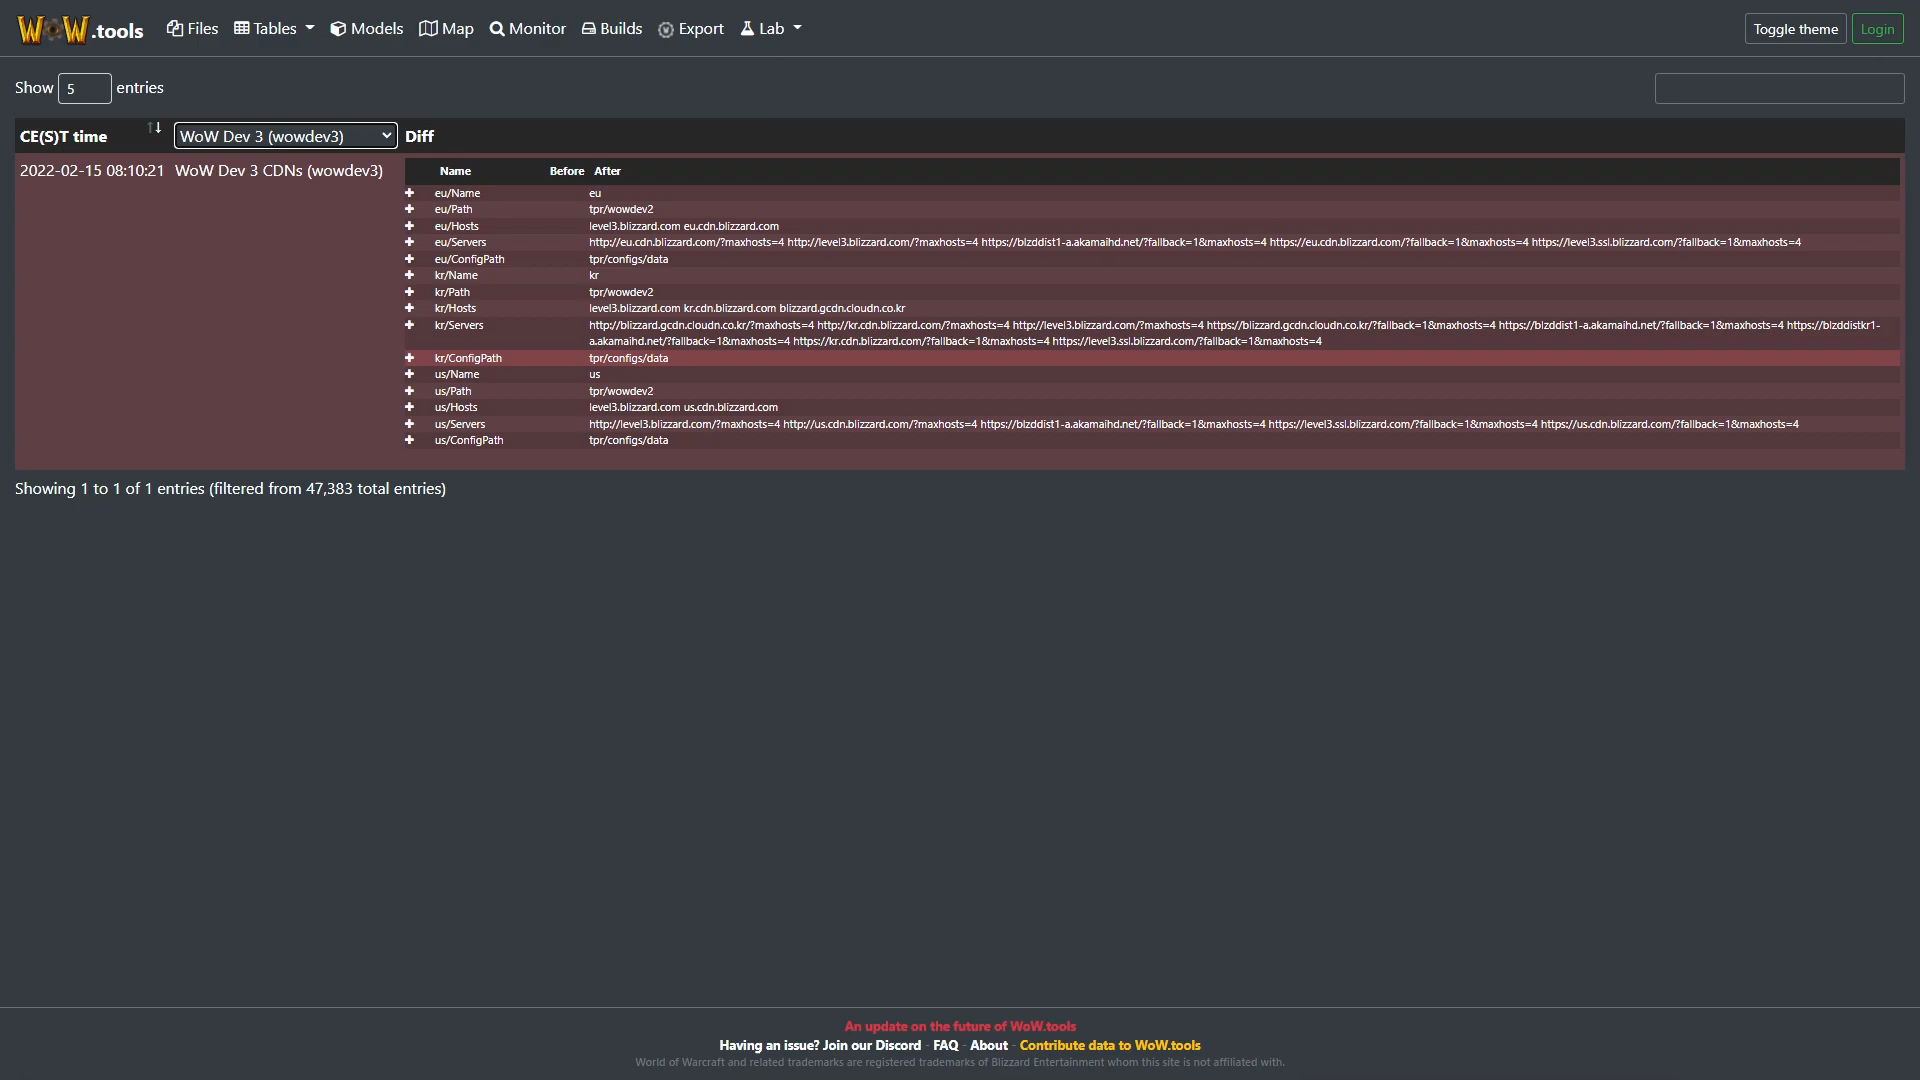 WoW.tools Files Tables Models Map Monitor Builds Export Lab Toggle theme Login
Show 5 entries
CE(S)T time WoW Dev 3 (wowdev3) Diff
2022-02-15 08:10:21 WoW Dev 3 CDNs (wowdev3) Name Before After
eu/Name eu
eu/Path tpr/wowdev2
eu/Hosts level3.blizzard.com eu.cdn.blizzard.com
eu/Servers http://eu.cdn.blizzard.com/?maxhosts=4 http://level3.blizzard.com/?maxhosts=4 https://blzddist1-a.akamaihd.net/?fallback=1&maxhosts=4 https://eu.cdn.blizzard.com/?fallback=1&maxhosts=4 https://level3.ssl.blizzard.com/?fallback=1&maxhosts=4
eu/ConfigPath tpr/configs/data
kr/Name kr
kr/Path tpr/wowdev2
kr/Hosts level3.blizzard.com kr.cdn.blizzard.com blizzard.gcdn.cloudn.co.kr
kr/Servers http://blizzard.gcdn.cloudn.co.kr/?maxhosts=4 http://kr.cdn.blizzard.com/?maxhosts=4 http://level3.blizzard.com/?maxhosts=4 https://blizzard.gcdn.cloudn.co.kr/?fallback=1&maxhosts=4 https://blzddist1-a.akamaihd.net/?fallback=1&maxhosts=4 https://blzddistkr1-
a.akamaihd.net/?fallback=1&maxhosts=4 https://kr.cdn.blizzard.com/?fallback=1&maxhosts=4 https://level3.ssl.blizzard.com/?fallback=1&maxhosts=4
kr/ConfigPath tpr/configs/data
us/Name us
us/Path tpr/wowdev2
us/Hosts level3.blizzard.com us.cdn.blizzard.com
us/Servers http://level3.blizzard.com/?maxhosts=4 http://us.cdn.blizzard.com/?maxhosts=4 https://blzddist1-a.akamaihd.net/?fallback=1&maxhosts=4 https://level3.ssl.blizzard.com/?fallback=1&maxhosts=4 https://us.cdn.blizzard.com/?fallback=1&maxhosts=4
us/ConfigPath tpr/configs/data
Showing 1 to 1 of 1 entries (filtered from 47,383 total entries)
An update on the future of WoW.tools
Having an issue? Join our Discord - FAQ - About - Contribute data to WoW.tools
World of Warcraft and related trademarks are registered trademarks of Blizzard Entertainment whom this site is not affiliated with.